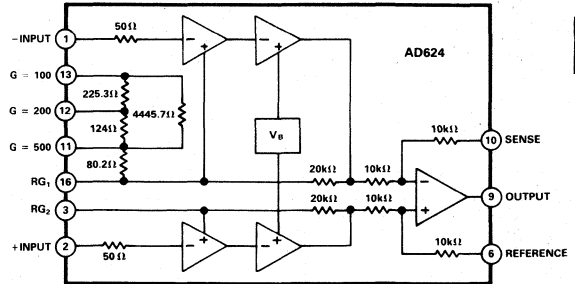 50Ω
-INPUT 1
AD624
G = 100 13
225.3Ω
G = 200 12
4445.7Ω
124Ω
VB
G = 500 11
80.2Ω
10kΩ
10 SENSE
20kΩ 10kΩ
RG1 16
RG2 3
9 OUTPUT
20kΩ 10kΩ
+INPUT 2
50Ω
10kΩ
6 REFERENCE